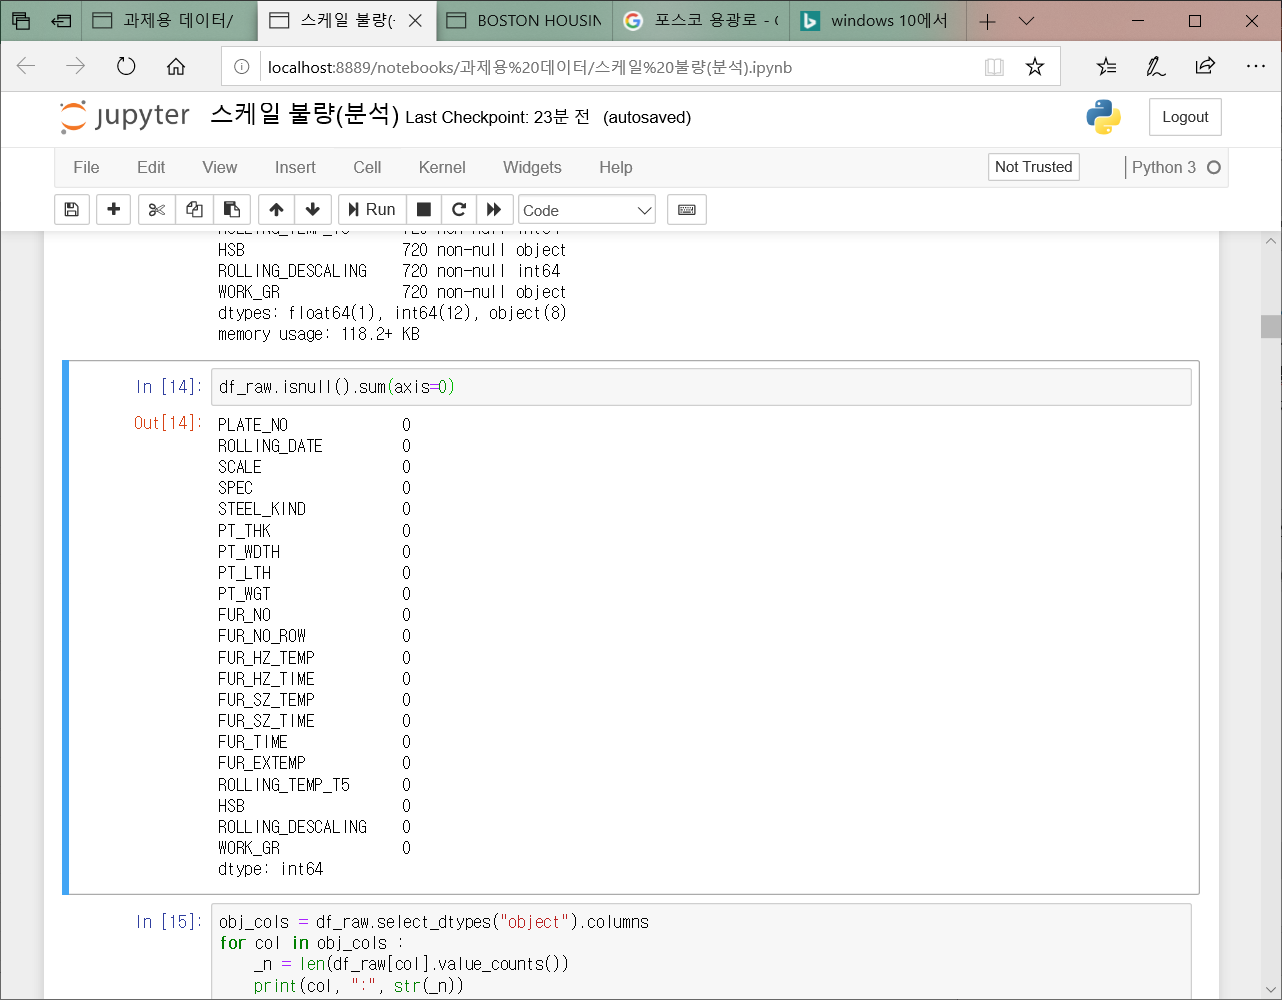 과제용 데이터/
스케일 불량(분
BOSTON HOUSIN
포스코 용광로 - G
windows 10에서
localhost:8889/notebooks/과제용%20데이터/스케일%20불량(분석).ipynb
jupyter 스케일 불량(분석) Last Checkpoint: 23분 전 (autosaved)
Logout
File Edit View Insert Cell Kernel Widgets Help
Not Trusted
Python 3
Run
Code
HSB 720 non-null object
ROLLING_DESCALING 720 non-null int64
WORK_GR 720 non-null object
dtypes: float64(1), int64(12), object(8)
memory usage: 118.2+ KB
In [14]: df_raw.isnull().sum(axis=0)
Out[14]: PLATE_NO 0
ROLLING_DATE 0
SCALE 0
SPEC 0
STEEL_KIND 0
PT_THK 0
PT_WDTH 0
PT_LTH 0
PT_WGT 0
FUR_NO 0
FUR_NO_ROW 0
FUR_HZ_TEMP 0
FUR_HZ_TIME 0
FUR_SZ_TEMP 0
FUR_SZ_TIME 0
FUR_TIME 0
FUR_EXTEMP 0
ROLLING_TEMP_T5 0
HSB 0
ROLLING_DESCALING 0
WORK_GR 0
dtype: int64
In [15]: obj_cols = df_raw.select_dtypes("object").columns
for col in obj_cols :
_n = len(df_raw[col].value_counts())
print(col, ":", str(_n))